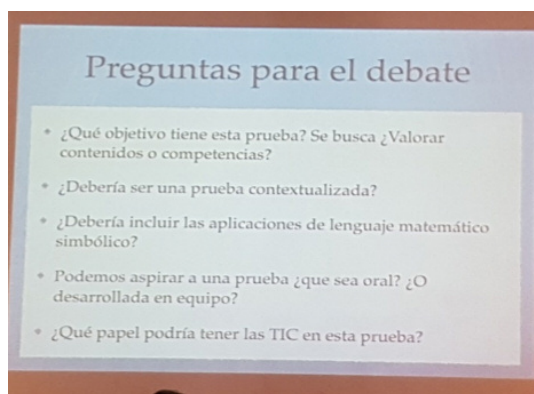 Preguntas para el debate
• ¿Qué objetivo tiene esta prueba? Se busca ¿Valorar
contenidos o competencias?
• ¿Debería ser una prueba contextualizada?
• ¿Debería incluir las aplicaciones de lenguaje matemático
simbólico?
• Podemos aspirar a una prueba ¿que sea oral? ¿O
desarrollada en equipo?
• ¿Qué papel podría tener las TIC en esta prueba?